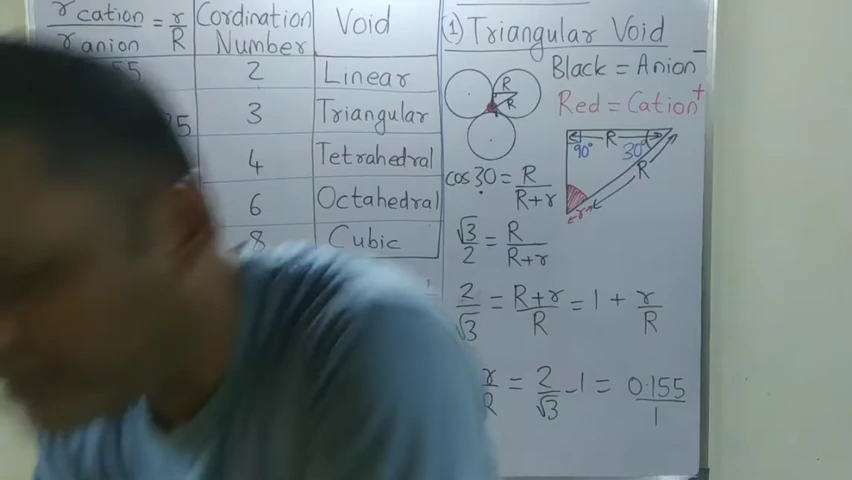 r cation / r anion = r/R
Cordination Number
Void
55
2
Linear
3
Triangular
4
Tetrahedral
6
Octahedral
8
Cubic
(1) Triangular Void
Black = Anion⁻
Red = Cation⁺
R
R
R
90°
30°
R
r
cos 30 = R / R+r
√3/2 = R / R+r
2/√3 = R+r / R = 1 + r/R
r/R = 2/√3 - 1 = 0.155 / 1